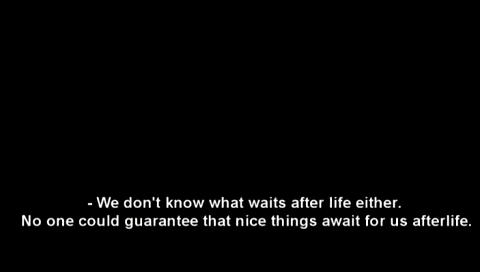 - We don't know what waits after life either.
No one could guarantee that nice things await for us afterlife.